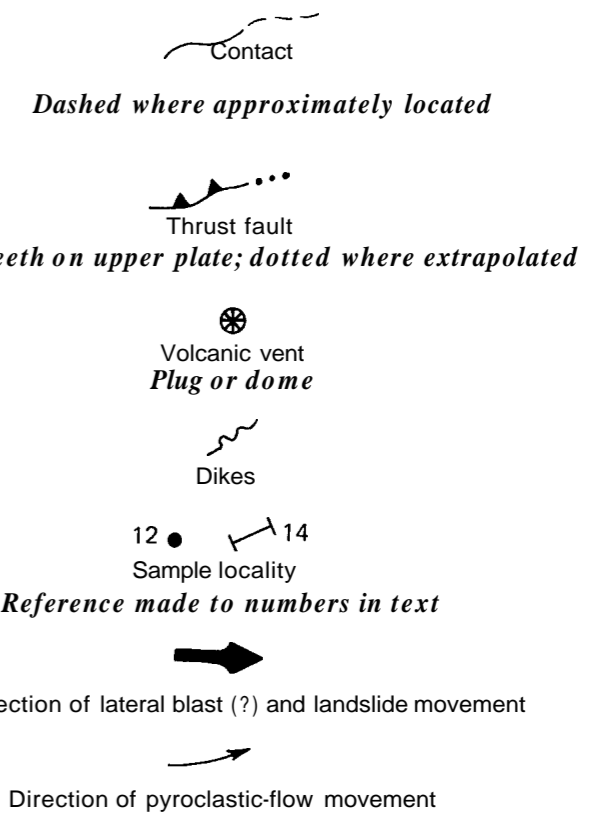 Contact
Dashed where approximately located
Thrust fault
eeth on upper plate; dotted where extrapolated
Volcanic vent
Plug or dome
Dikes
12 14
Sample locality
Reference made to numbers in text
ection of lateral blast (?) and landslide movement
Direction of pyroclastic-flow movement